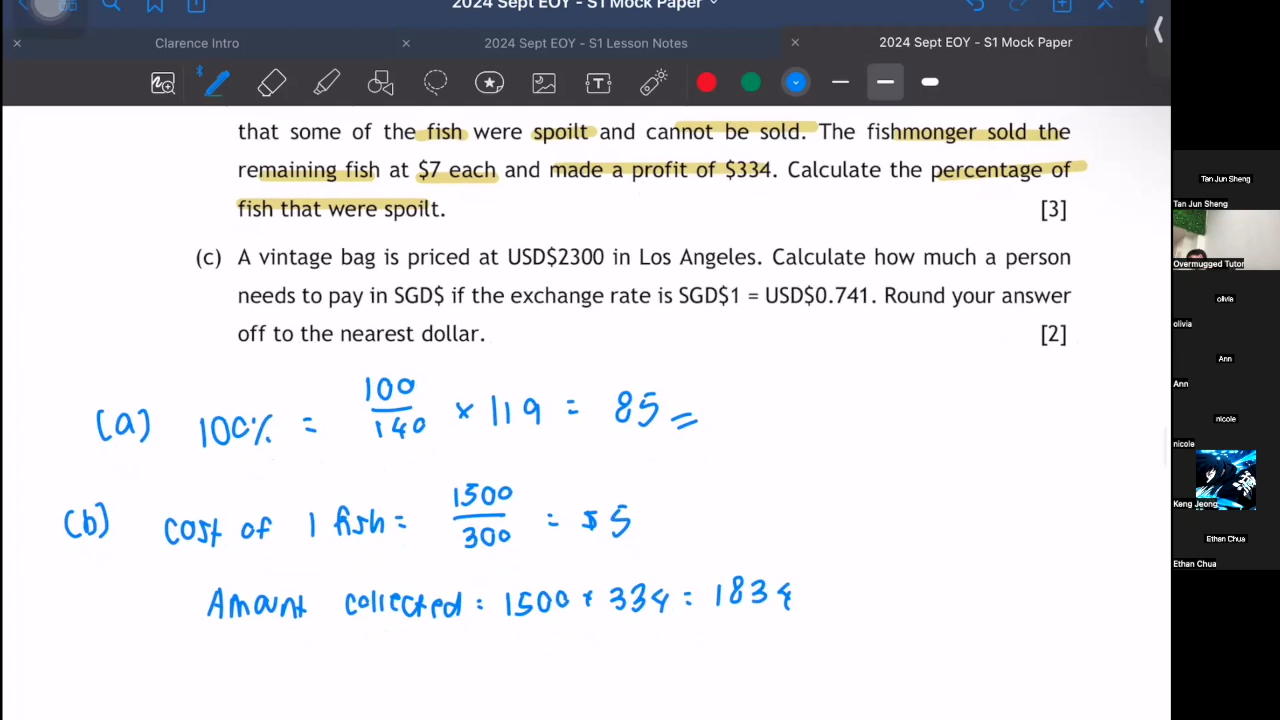 2024 Sept EOY - S1 Mock Paper
Clarence Intro
2024 Sept EOY - S1 Lesson Notes
2024 Sept EOY - S1 Mock Paper
that some of the fish were spoilt and cannot be sold. The fishmonger sold the
remaining fish at $7 each and made a profit of $334. Calculate the percentage of
fish that were spoilt. [3]
(c) A vintage bag is priced at USD$2300 in Los Angeles. Calculate how much a person
needs to pay in SGD$ if the exchange rate is SGD$1 = USD$0.741. Round your answer
off to the nearest dollar. [2]
(a) 100% = 100/140 × 119 = 85
(b) cost of 1 fish = 1500/300 = $5
Amount collected = 1500 + 334 = 1834
Tan Jun Sheng
Tan Jun Sheng
Overmugged Tutor
olivia
olivia
Ann
Ann
nicole
nicole
Keng Jeong
Ethan Chua
Ethan Chua